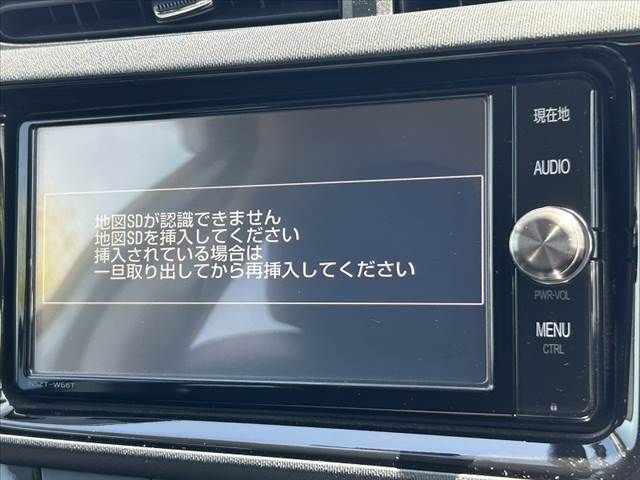 地図SDが認識できません
地図SDを挿入してください
挿入されている場合は
一旦取り出してから再挿入してください
現在地
AUDIO
PWR-VOL
MENU
CTRL
NSZT-W66T